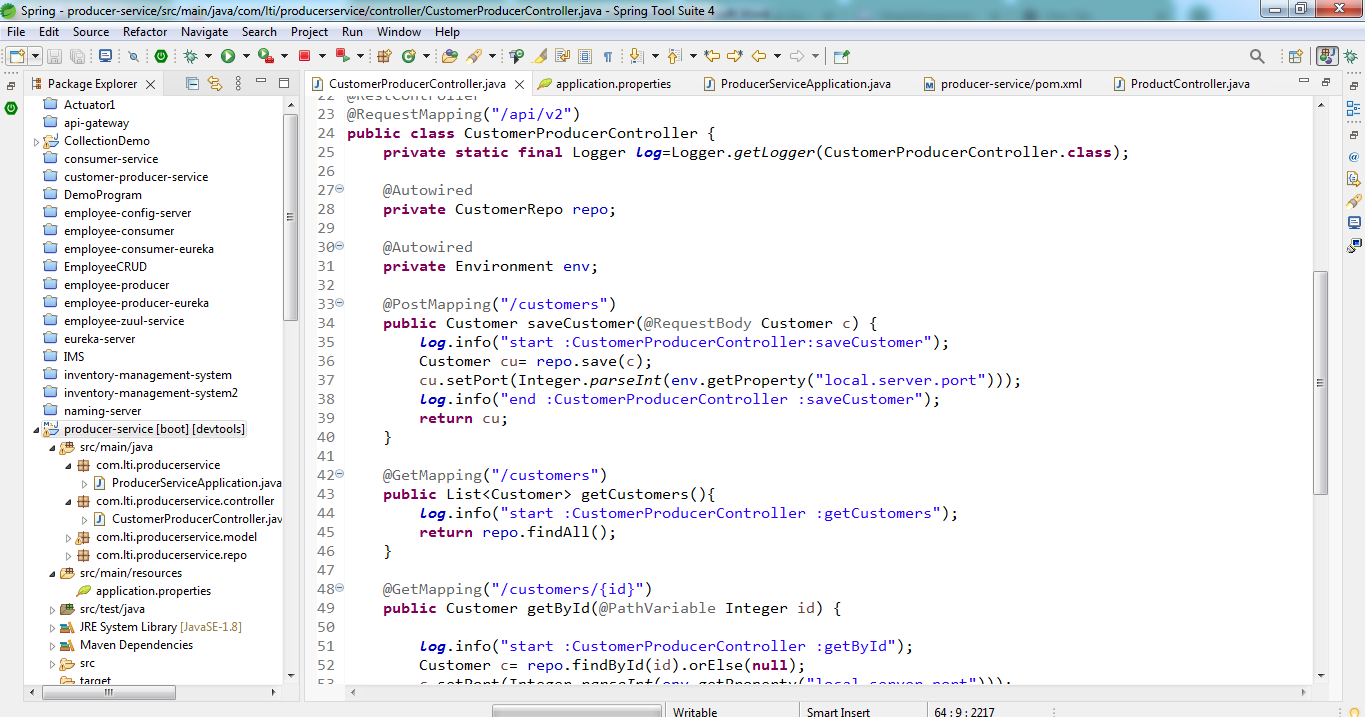 Spring - producer-service/src/main/java/com/lti/producerservice/controller/CustomerProducerController.java - Spring Tool Suite 4
File Edit Source Refactor Navigate Search Project Run Window Help
Package Explorer
CustomerProducerController.java application.properties ProducerServiceApplication.java producer-service/pom.xml ProductController.java
Actuator1
api-gateway
CollectionDemo
consumer-service
customer-producer-service
DemoProgram
employee-config-server
employee-consumer
employee-consumer-eureka
EmployeeCRUD
employee-producer
employee-producer-eureka
employee-zuul-service
eureka-server
IMS
inventory-management-system
inventory-management-system2
naming-server
producer-service [boot] [devtools]
src/main/java
com.lti.producerservice
ProducerServiceApplication.java
com.lti.producerservice.controller
CustomerProducerController.jav
com.lti.producerservice.model
com.lti.producerservice.repo
src/main/resources
application.properties
src/test/java
JRE System Library [JavaSE-1.8]
Maven Dependencies
src
target
22 @RestController
23 @RequestMapping("/api/v2")
24 public class CustomerProducerController {
25 private static final Logger log=Logger.getLogger(CustomerProducerController.class);
26
27 @Autowired
28 private CustomerRepo repo;
29
30 @Autowired
31 private Environment env;
32
33 @PostMapping("/customers")
34 public Customer saveCustomer(@RequestBody Customer c) {
35 log.info("start :CustomerProducerController:saveCustomer");
36 Customer cu= repo.save(c);
37 cu.setPort(Integer.parseInt(env.getProperty("local.server.port")));
38 log.info("end :CustomerProducerController :saveCustomer");
39 return cu;
40 }
41
42 @GetMapping("/customers")
43 public List<Customer> getCustomers(){
44 log.info("start :CustomerProducerController :getCustomers");
45 return repo.findAll();
46 }
47
48 @GetMapping("/customers/{id}")
49 public Customer getById(@PathVariable Integer id) {
50
51 log.info("start :CustomerProducerController :getById");
52 Customer c= repo.findById(id).orElse(null);
53 c.setPort(Integer.parseInt(env.getProperty("local.server.port")));
Writable Smart Insert 64 : 9 : 2217